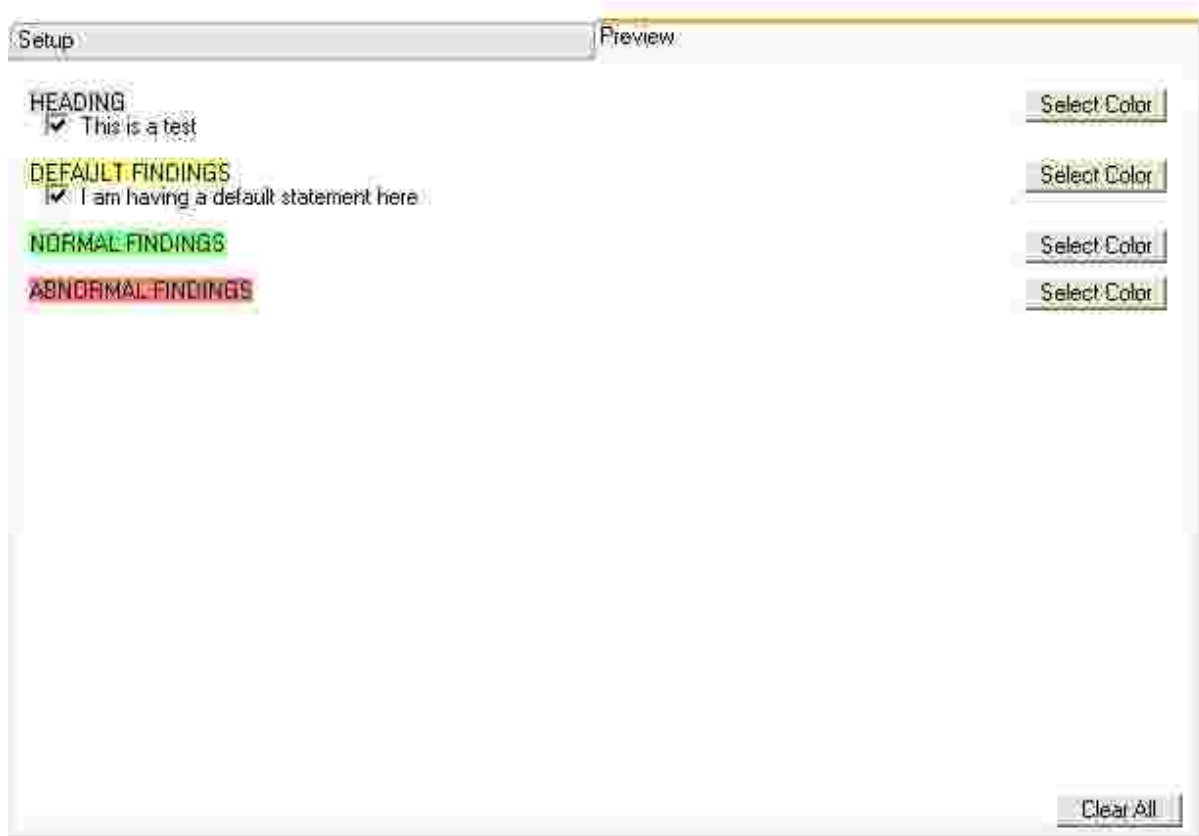 Setup Preview
HEADING Select Color
This is a test
DEFAULT FINDINGS Select Color
I am having a default statement here
NORMAL FINDINGS Select Color
ABNORMAL FINDINGS Select Color
Clear All